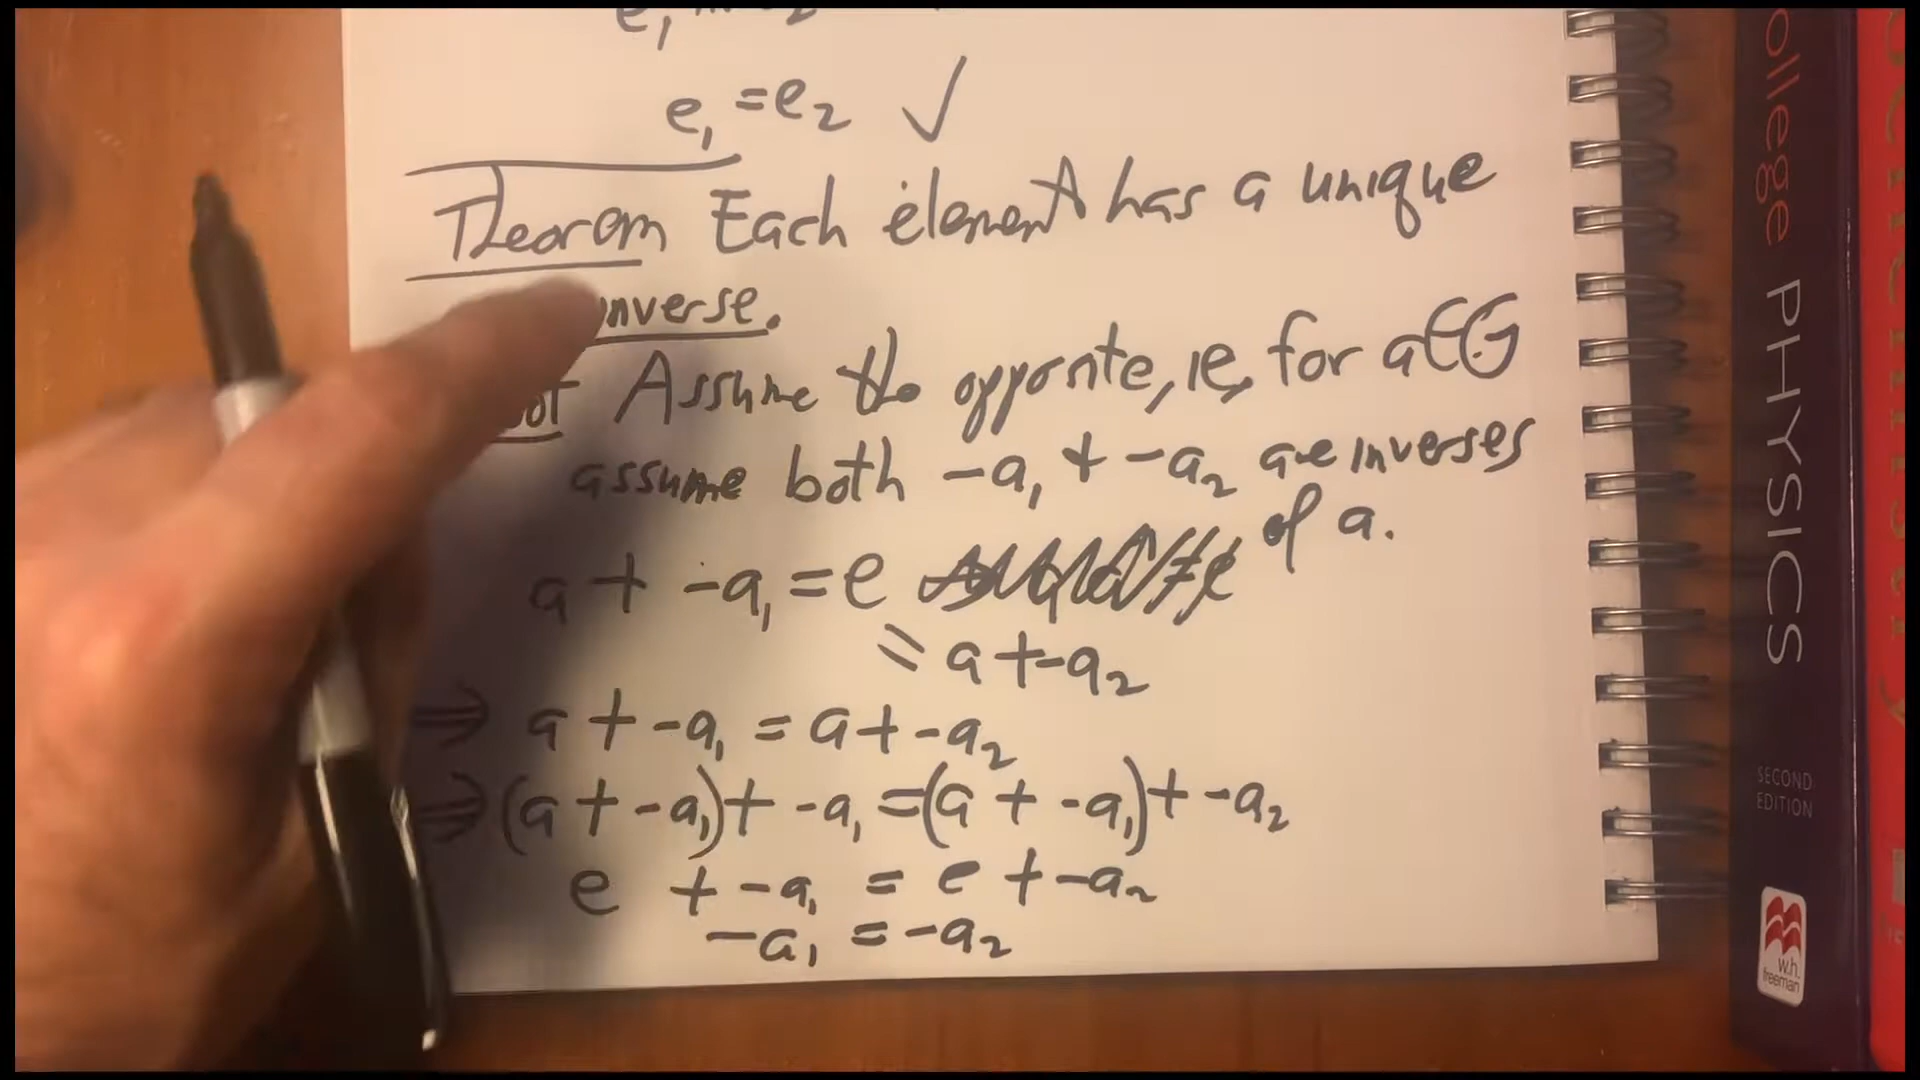 e₁ = e₂ ✓
Theorem Each element has a unique
inverse.
Assume the opposite, ie, for a∈G
assume both -a₁ + -a₂ are inverses
of a.
a + -a₁ = e
= a + -a₂
⇒ a + -a₁ = a + -a₂
⇒ (a + -a₁) + -a₁ = (a + -a₁) + -a₂
e + -a₁ = e + -a₂
-a₁ = -a₂
ollege PHYSICS
SECOND
EDITION
w.h.
freeman